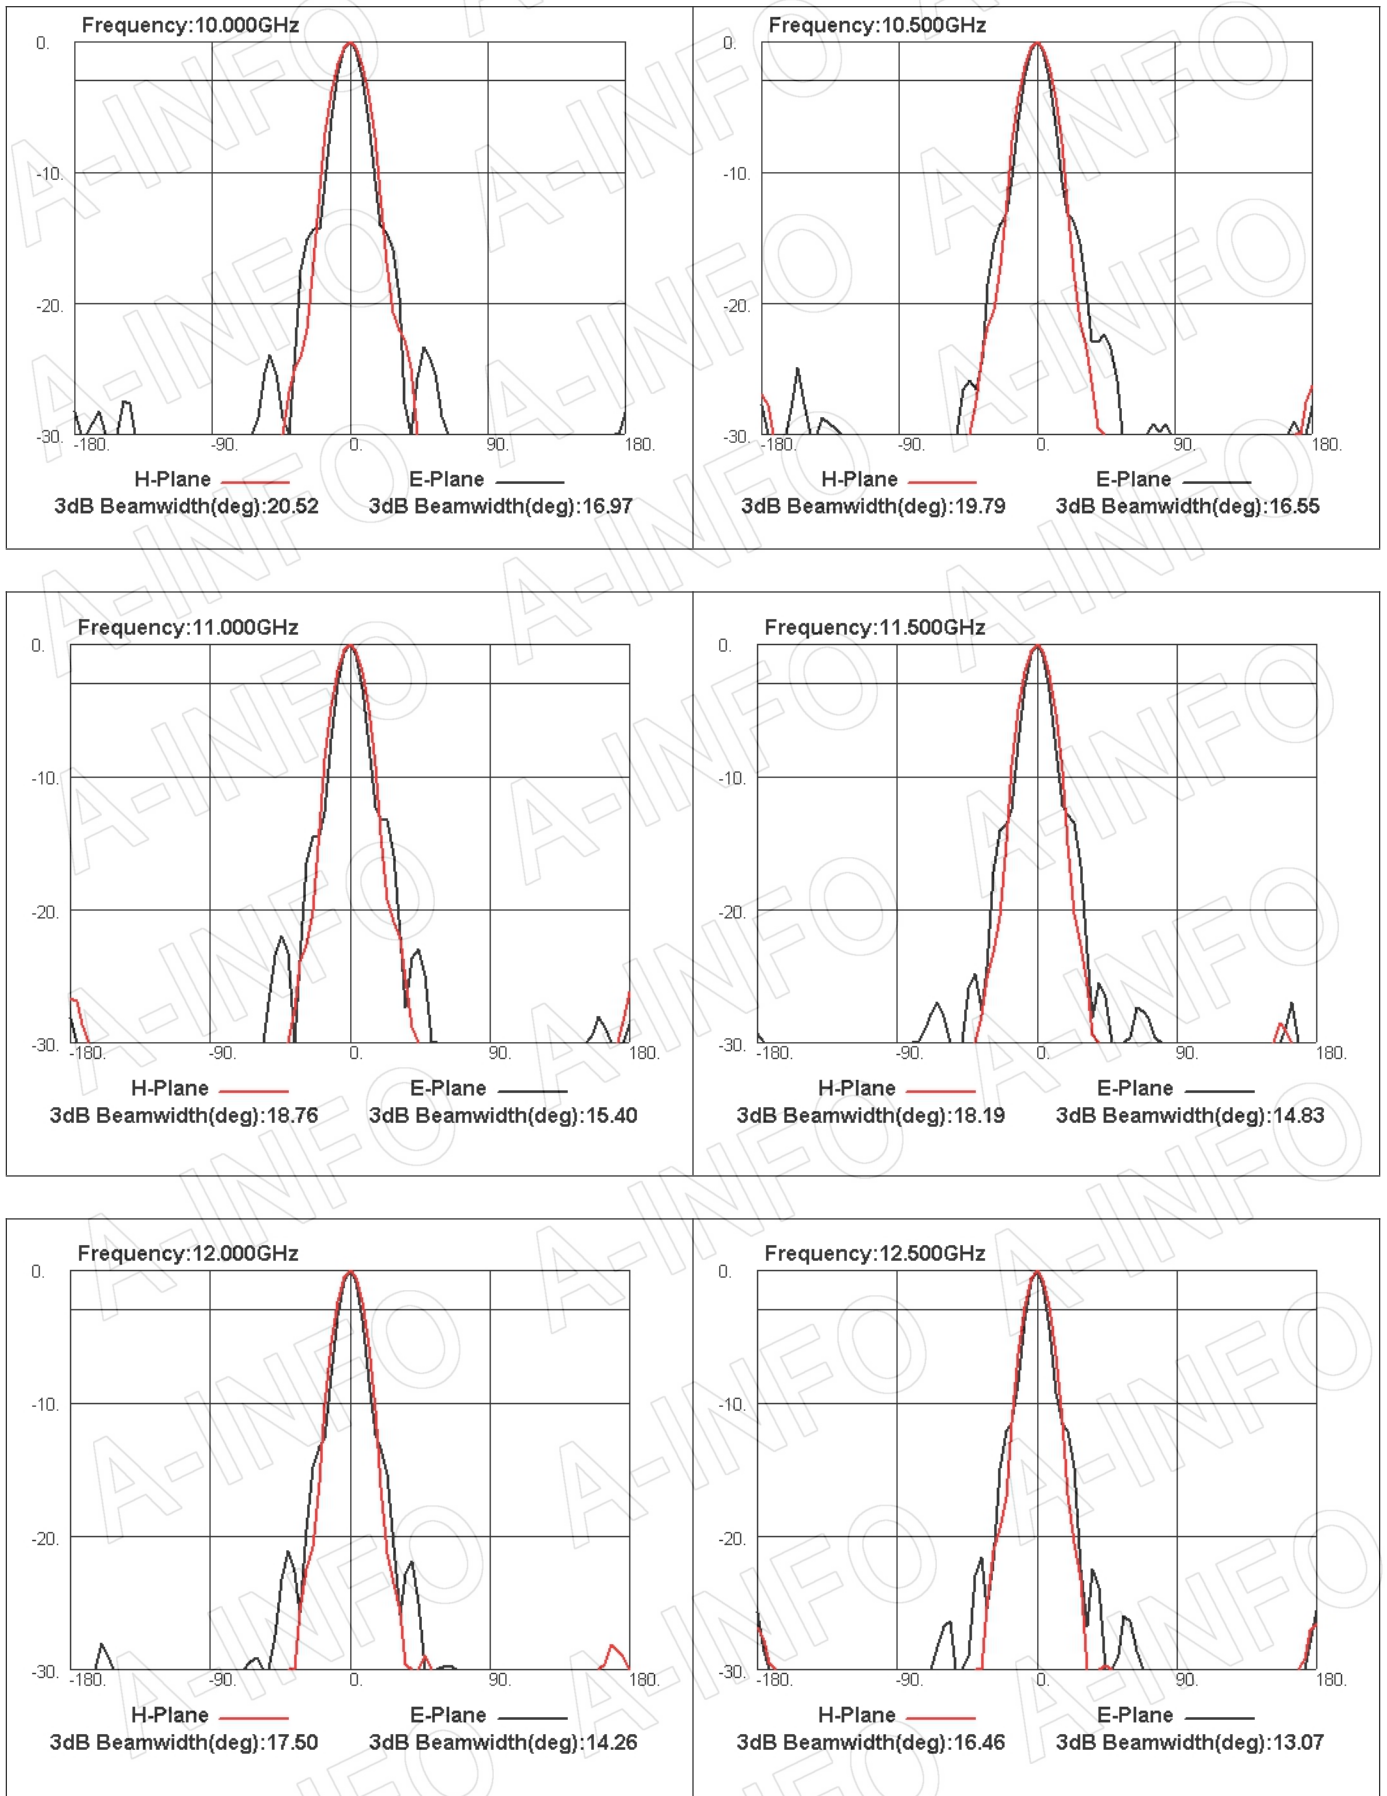 Frequency:10.000GHz
0.
-10.
-20.
-30.
-180.
-90.
0.
90.
180.
H-Plane
E-Plane
3dB Beamwidth(deg):20.52
3dB Beamwidth(deg):16.97
Frequency:10.500GHz
0.
-10.
-20.
-30.
-180.
-90.
0.
90.
180.
H-Plane
E-Plane
3dB Beamwidth(deg):19.79
3dB Beamwidth(deg):16.55
Frequency:11.000GHz
0.
-10.
-20.
-30.
-180.
-90.
0.
90.
180.
H-Plane
E-Plane
3dB Beamwidth(deg):18.76
3dB Beamwidth(deg):15.40
Frequency:11.500GHz
0.
-10.
-20.
-30.
-180.
-90.
0.
90.
180.
H-Plane
E-Plane
3dB Beamwidth(deg):18.19
3dB Beamwidth(deg):14.83
Frequency:12.000GHz
0.
-10.
-20.
-30.
-180.
-90.
0.
90.
180.
H-Plane
E-Plane
3dB Beamwidth(deg):17.50
3dB Beamwidth(deg):14.26
Frequency:12.500GHz
0.
-10.
-20.
-30.
-180.
-90.
0.
90.
180.
H-Plane
E-Plane
3dB Beamwidth(deg):16.46
3dB Beamwidth(deg):13.07
A-INFO